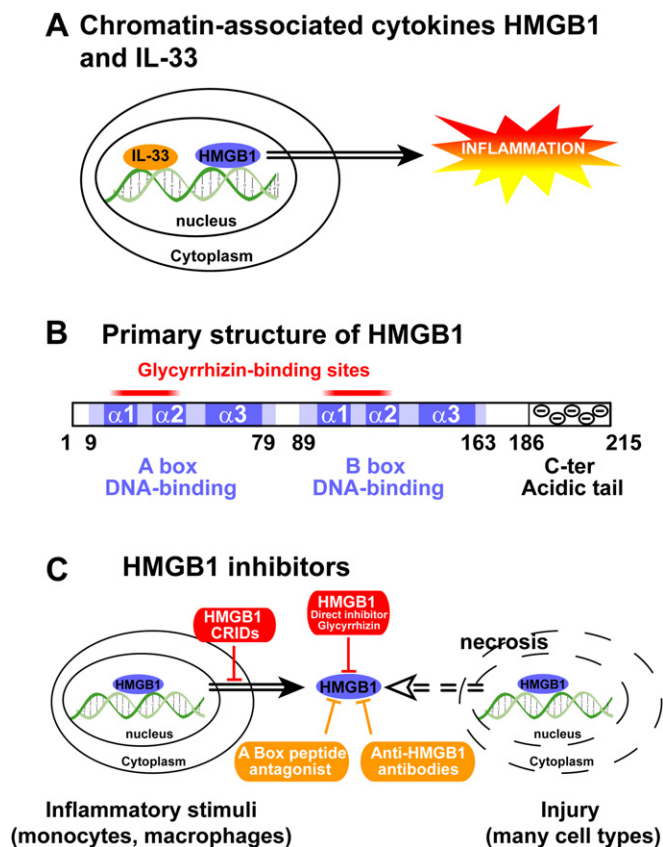 A Chromatin-associated cytokines HMGB1
and IL-33
IL-33
HMGB1
INFLAMMATION
nucleus
Cytoplasm
B Primary structure of HMGB1
Glycyrrhizin-binding sites
α1 α2 α3 α1 α2 α3
1 9 79 89 163 186 215
A box
DNA-binding
B box
DNA-binding
C-ter
Acidic tail
C HMGB1 inhibitors
HMGB1
CRIDs
HMGB1
Direct inhibitor
Glycyrrhizin
necrosis
HMGB1
nucleus
Cytoplasm
HMGB1
HMGB1
nucleus
Cytoplasm
A Box peptide
antagonist
Anti-HMGB1
antibodies
Inflammatory stimuli
(monocytes, macrophages)
Injury
(many cell types)